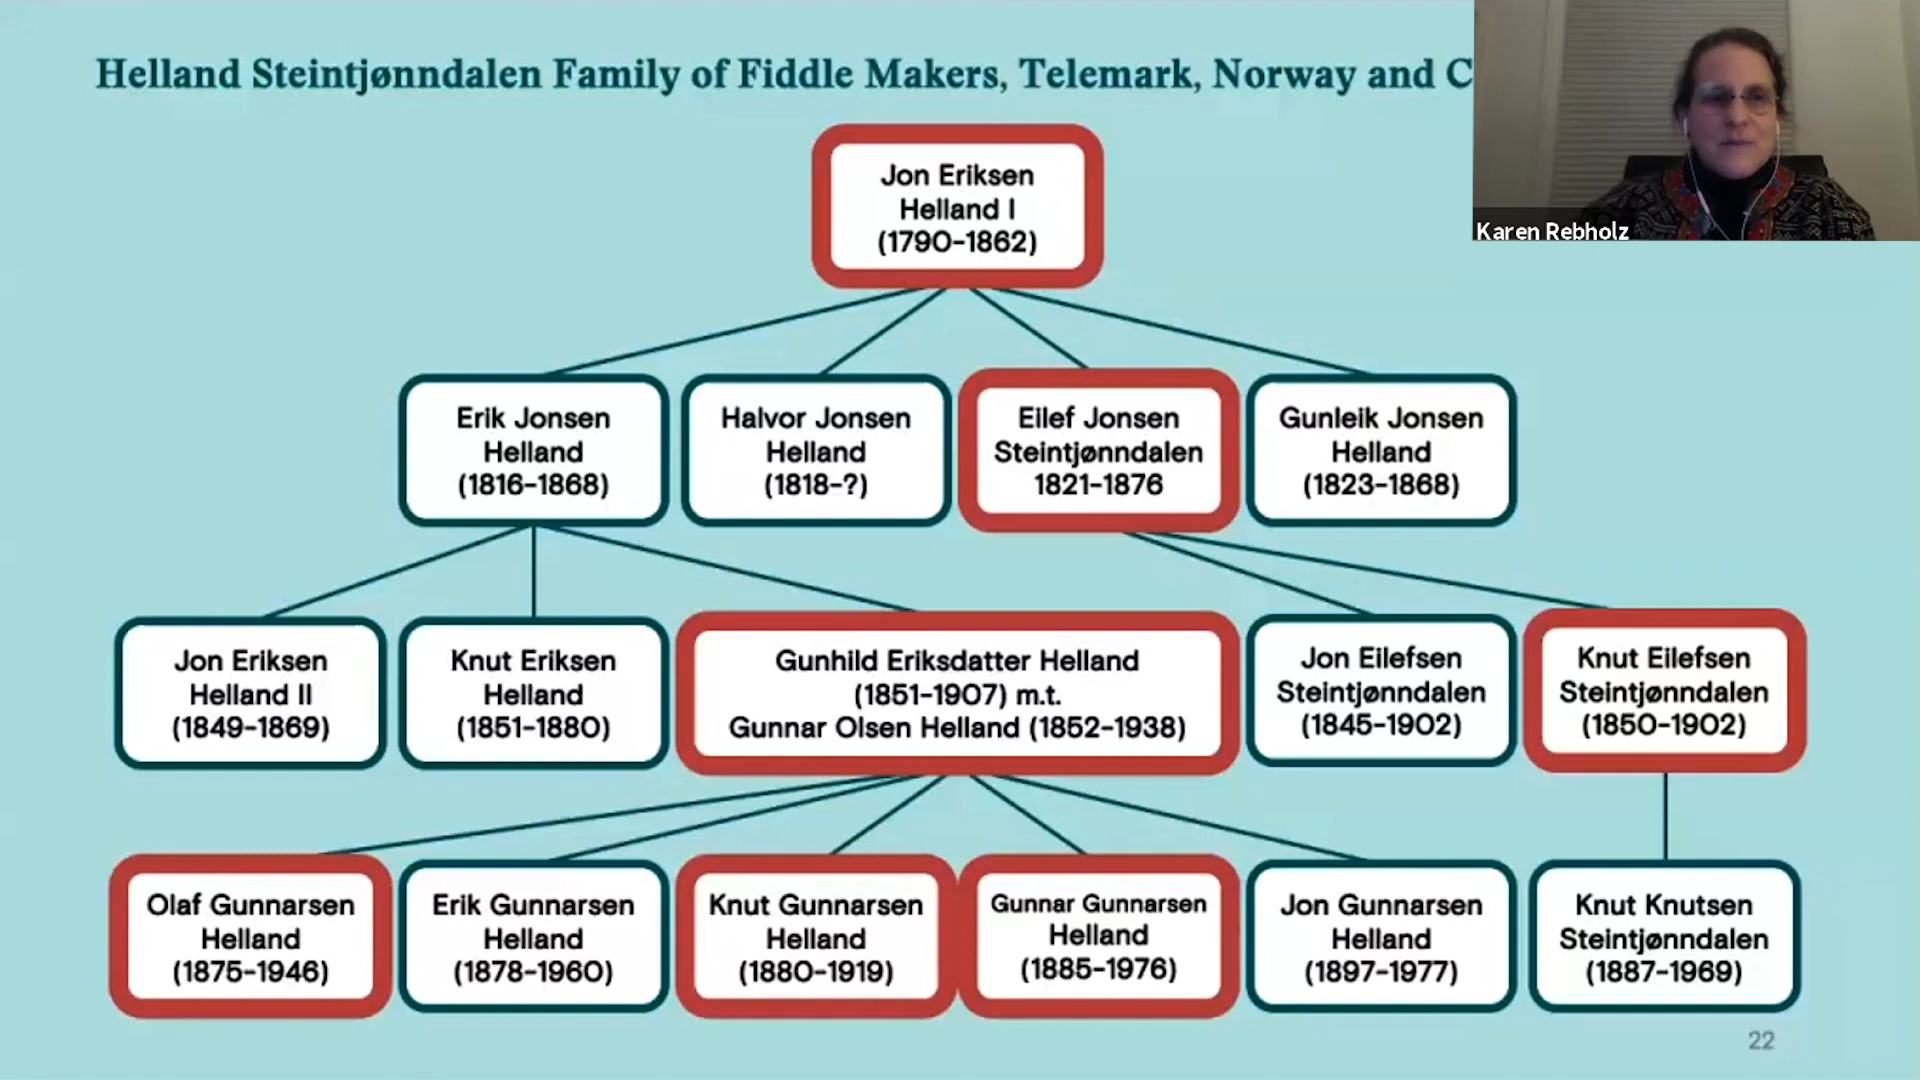 Helland Steintjønndalen Family of Fiddle Makers, Telemark, Norway and C
Karen Rebholz
Jon Eriksen
Helland I
(1790-1862)
Erik Jonsen
Helland
(1816-1868)
Halvor Jonsen
Helland
(1818-?)
Eilef Jonsen
Steintjønndalen
1821-1876
Gunleik Jonsen
Helland
(1823-1868)
Jon Eriksen
Helland II
(1849-1869)
Knut Eriksen
Helland
(1851-1880)
Gunhild Eriksdatter Helland
(1851-1907) m.t.
Gunnar Olsen Helland (1852-1938)
Jon Eilefsen
Steintjønndalen
(1845-1902)
Knut Eilefsen
Steintjønndalen
(1850-1902)
Olaf Gunnarsen
Helland
(1875-1946)
Erik Gunnarsen
Helland
(1878-1960)
Knut Gunnarsen
Helland
(1880-1919)
Gunnar Gunnarsen
Helland
(1885-1976)
Jon Gunnarsen
Helland
(1897-1977)
Knut Knutsen
Steintjønndalen
(1887-1969)
22